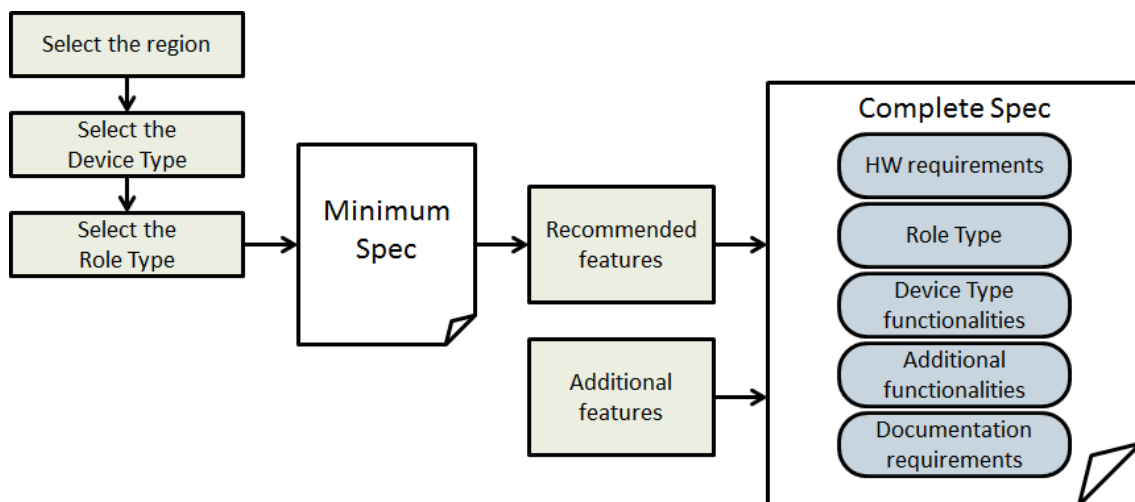 Select the region
Select the
Device Type
Select the
Role Type
Minimum
Spec
Recommended
features
Additional
features
Complete Spec
HW requirements
Role Type
Device Type
functionalities
Additional
functionalities
Documentation
requirements